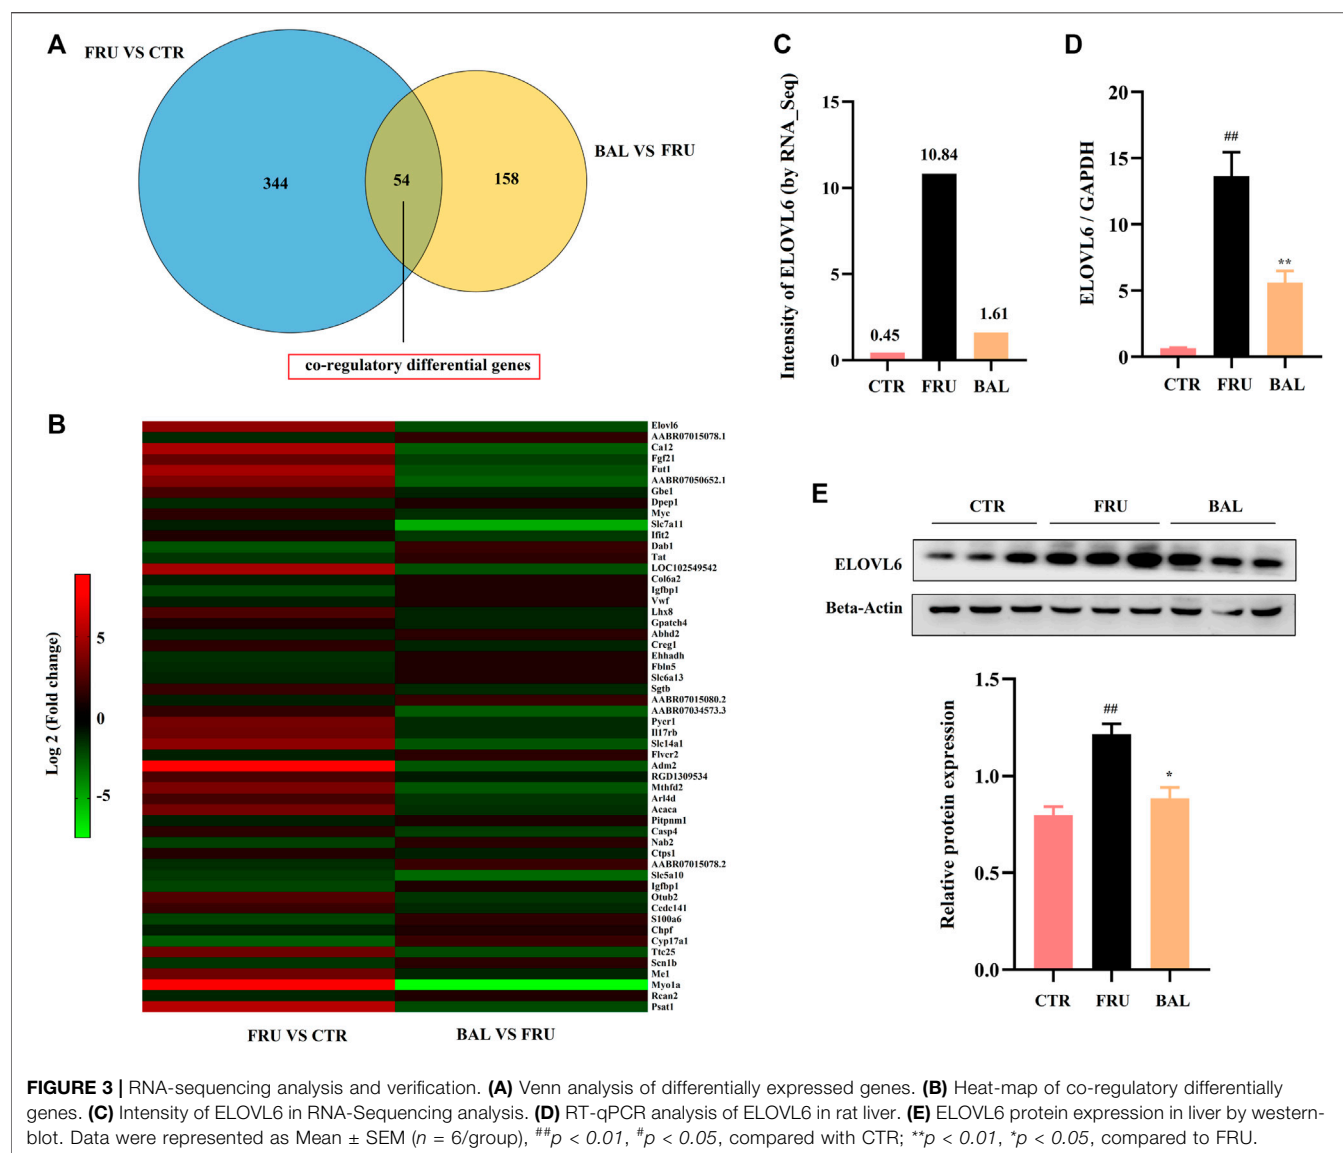 A
FRU VS CTR
BAL VS FRU
344
54
158
co-regulatory differential genes
B
Log 2 (Fold change)
5
0
-5
Elovl6
AABR07015078.1
Ca12
Fgf21
Fut1
AABR07050652.1
Gbe1
Dpep1
Myc
Slc7a11
Ifit2
Dab1
Tat
LOC102549542
Col6a2
Igfbp1
Vwf
Lhx8
Gpatch4
Abhd2
Creg1
Ehhadh
Fbln5
Slc6a13
Sgtb
AABR07015080.2
AABR07034573.3
Pycr1
Il17rb
Slc14a1
Flvcr2
Adm2
RGD1309534
Mthfd2
Arl4d
Acaca
Pitpnm1
Casp4
Nab2
Ctps1
AABR07015078.2
Slc5a10
Igfbp1
Otub2
Ccdc141
S100a6
Chpf
Cyp17a1
Ttc25
Scn1b
Me1
Myo1a
Rcan2
Psat1
FRU VS CTR
BAL VS FRU
C
Intensity of ELOVL6 (by RNA_Seq)
15
10
5
0
0.45
10.84
1.61
CTR
FRU
BAL
D
ELOVL6 / GAPDH
20
15
10
5
0
##
**
CTR
FRU
BAL
E
CTR
FRU
BAL
ELOVL6
Beta-Actin
Relative protein expression
1.5
1.0
0.5
0.0
##
*
CTR
FRU
BAL
FIGURE 3 | RNA-sequencing analysis and verification. (A) Venn analysis of differentially expressed genes. (B) Heat-map of co-regulatory differentially
genes. (C) Intensity of ELOVL6 in RNA-Sequencing analysis. (D) RT-qPCR analysis of ELOVL6 in rat liver. (E) ELOVL6 protein expression in liver by western-
blot. Data were represented as Mean ± SEM (n = 6/group), ##p < 0.01, #p < 0.05, compared with CTR; **p < 0.01, *p < 0.05, compared to FRU.